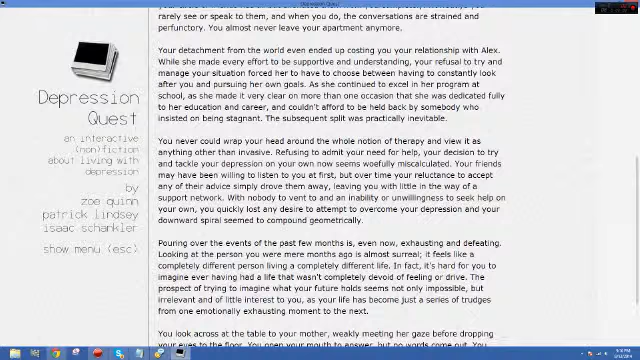 Depression Quest
rarely see or speak to them, and when you do, the conversations are strained and
perfunctory. You almost never leave your apartment anymore.
Your detachment from the world even ended up costing you your relationship with Alex.
While she made every effort to be supportive and understanding, your refusal to try and
manage your situation forced her to have to choose between having to constantly look
after you and pursuing her own goals. As she continued to excel in her program at
school, as she made it very clear on more than one occasion that she was dedicated fully
to her education and career, and couldn't afford to be held back by somebody who
insisted on being stagnant. The subsequent split was practically inevitable.
You never could wrap your head around the whole notion of therapy and view it as
anything other than invasive. Refusing to admit your need for help, your decision to try
and tackle your depression on your own now seems woefully miscalculated. Your friends
may have been willing to listen to you at first, but over time your reluctance to accept
any of their advice simply drove them away, leaving you with little in the way of a
support network. With nobody to vent to and an inability or unwillingness to seek help on
your own, you quickly lost any desire to attempt to overcome your depression and your
downward spiral seemed to compound geometrically.
Pouring over the events of the past few months is, even now, exhausting and defeating.
Looking at the person you were mere months ago is almost surreal; it feels like a
completely different person living a completely different life. In fact, it's hard for you to
imagine ever having had a life that wasn't completely devoid of feeling or drive. The
prospect of trying to imagine what your future holds seems not only impossible, but
irrelevant and of little interest to you, as your life has become just a series of trudges
from one emotionally exhausting moment to the next.
You look across at the table to your mother, weakly meeting her gaze before dropping
your eyes to the floor. You open your mouth to answer, but no words come out. You
Depression
Quest
an interactive
(non)fiction
about living with
depression
by
zoe quinn
patrick lindsey
isaac schankler
show menu (esc)